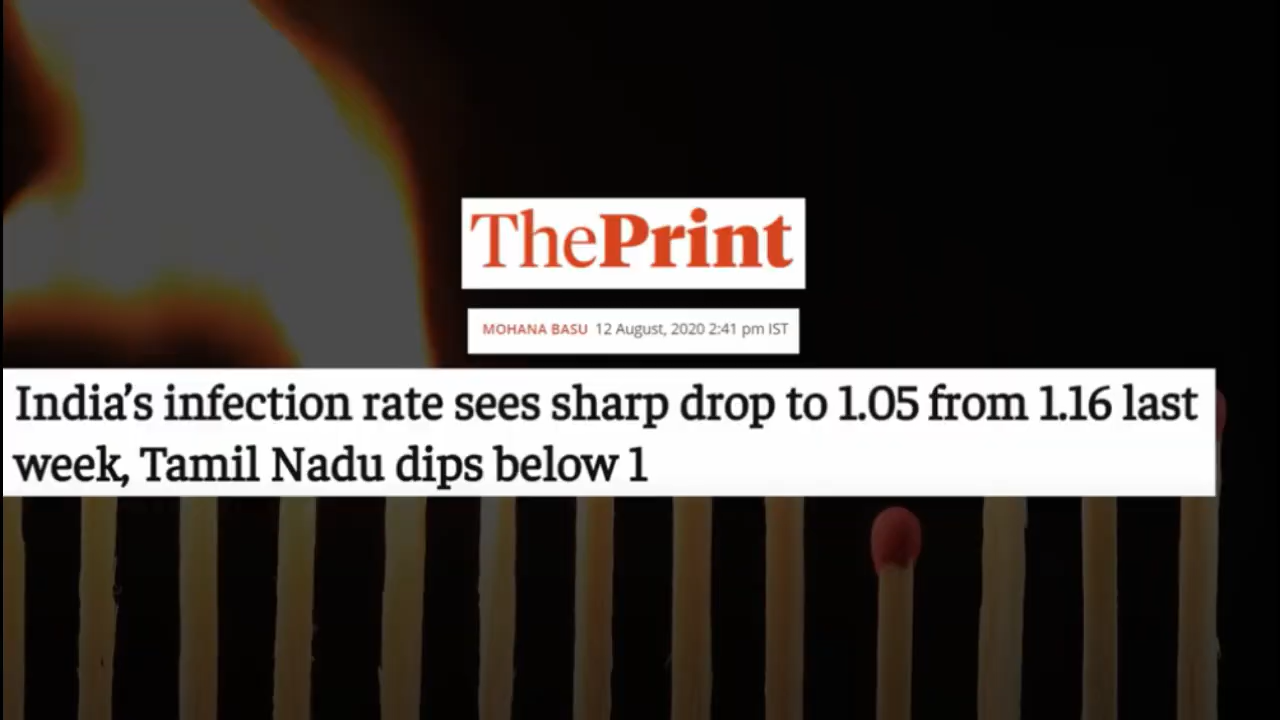 ThePrint
MOHANA BASU 12 August, 2020 2:41 pm IST
India’s infection rate sees sharp drop to 1.05 from 1.16 last
week, Tamil Nadu dips below 1